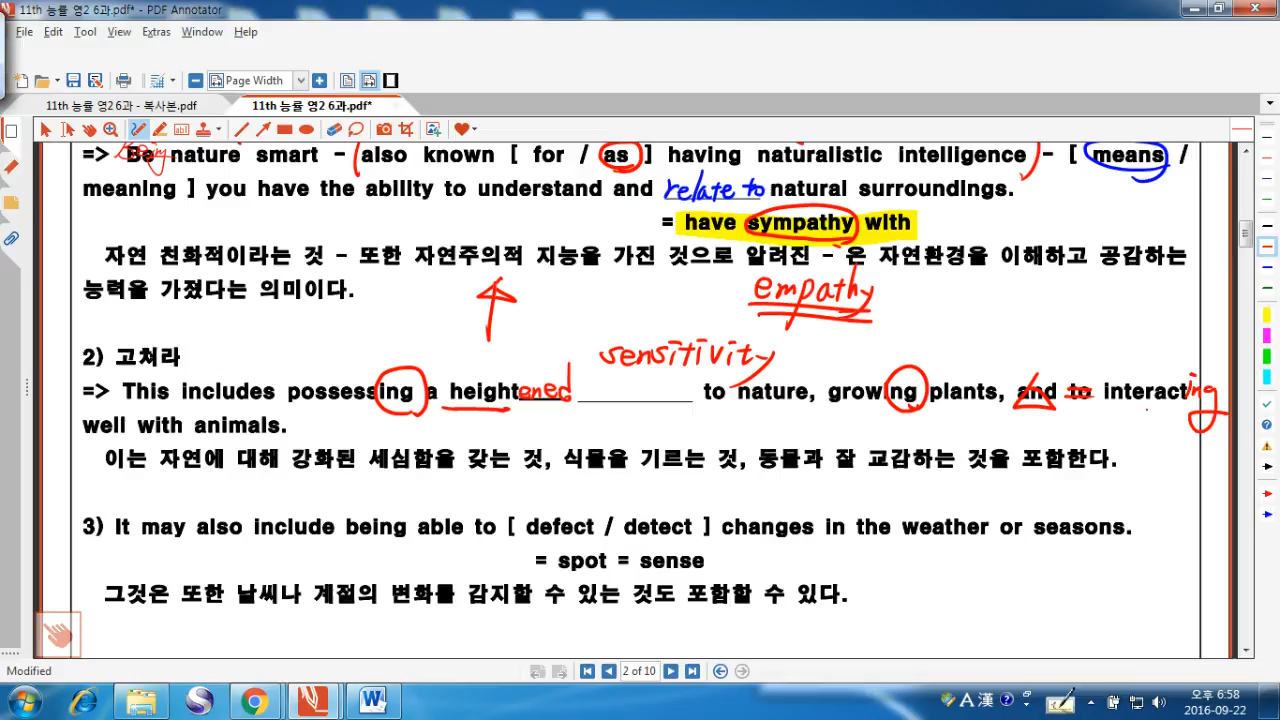 11th 능률 영2 6과.pdf* - PDF Annotator
File Edit Tool View Extras Window Help
Page Width
11th 능률 영2 6과 - 복사본.pdf 11th 능률 영2 6과.pdf*
=> Be nature smart - (also known [ for / as ] having naturalistic intelligence) - [ means /
meaning ] you have the ability to understand and relate to natural surroundings.
= have sympathy with
자연 친화적이라는 것 - 또한 자연주의적 지능을 가진 것으로 알려진 - 은 자연환경을 이해하고 공감하는
능력을 가졌다는 의미이다.
empathy
2) 고쳐라
sensitivity
=> This includes possessing a heightened ________ to nature, growing plants, and to interacting
well with animals.
이는 자연에 대해 강화된 세심함을 갖는 것, 식물을 기르는 것, 동물과 잘 교감하는 것을 포함한다.
3) It may also include being able to [ defect / detect ] changes in the weather or seasons.
= spot = sense
그것은 또한 날씨나 계절의 변화를 감지할 수 있는 것도 포함할 수 있다.
2 of 10
Modified
A 漢
오후 6:58
2016-09-22